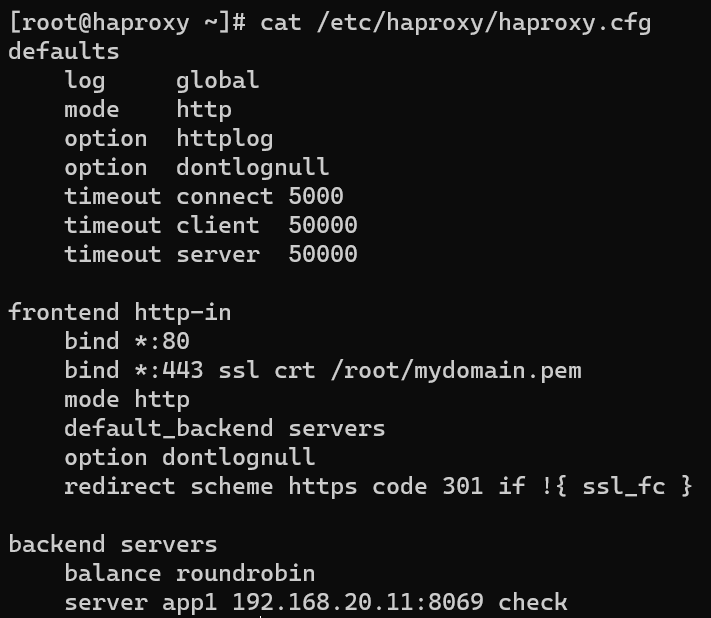 [root@haproxy ~]# cat /etc/haproxy/haproxy.cfg
defaults
    log     global
    mode    http
    option  httplog
    option  dontlognull
    timeout connect 5000
    timeout client  50000
    timeout server  50000

frontend http-in
    bind *:80
    bind *:443 ssl crt /root/mydomain.pem
    mode http
    default_backend servers
    option dontlognull
    redirect scheme https code 301 if !{ ssl_fc }

backend servers
    balance roundrobin
    server app1 192.168.20.11:8069 check